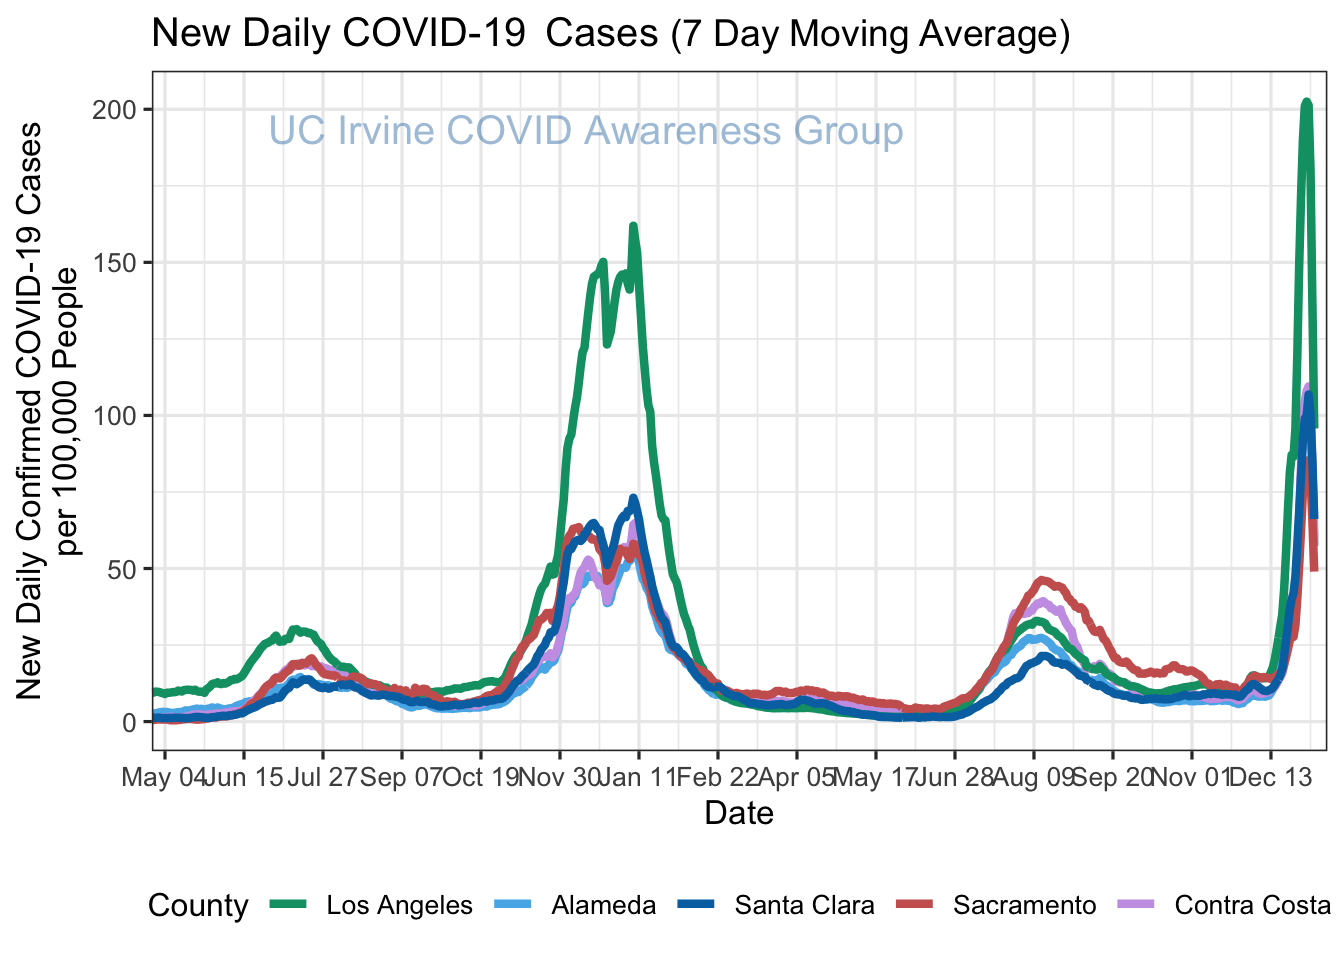 New Daily COVID-19 Cases (7 Day Moving Average)
UC Irvine COVID Awareness Group
New Daily Confirmed COVID-19 Cases
per 100,000 People
200
150
100
50
0
May 04 Jun 15 Jul 27 Sep 07 Oct 19 Nov 30 Jan 11 Feb 22 Apr 05 May 17 Jun 28 Aug 09 Sep 20 Nov 01 Dec 13
Date
County Los Angeles Alameda Santa Clara Sacramento Contra Costa